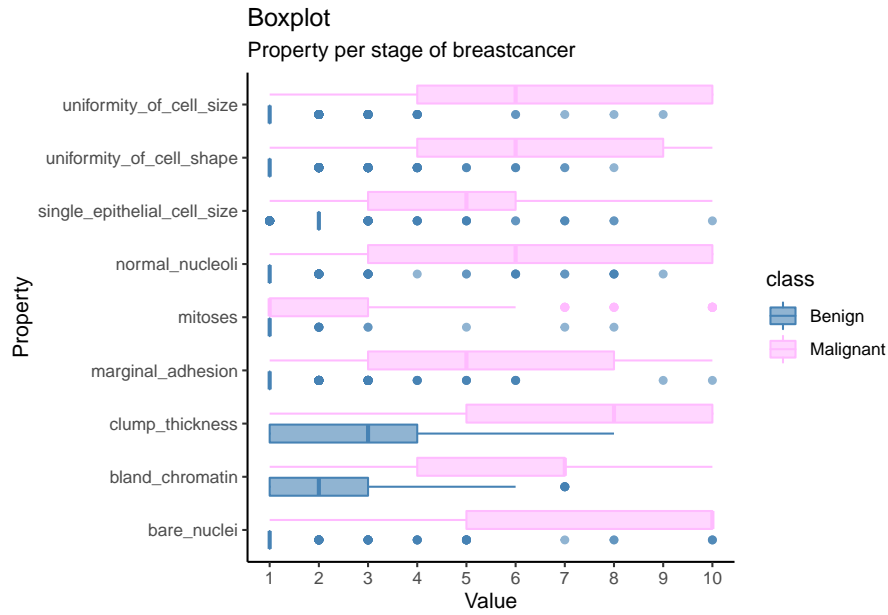 Boxplot
Property per stage of breastcancer
uniformity_of_cell_size
uniformity_of_cell_shape
single_epithelial_cell_size
normal_nucleoli
mitoses
marginal_adhesion
clump_thickness
bland_chromatin
bare_nuclei
Property
1 2 3 4 5 6 7 8 9 10
Value
class
Benign
Malignant